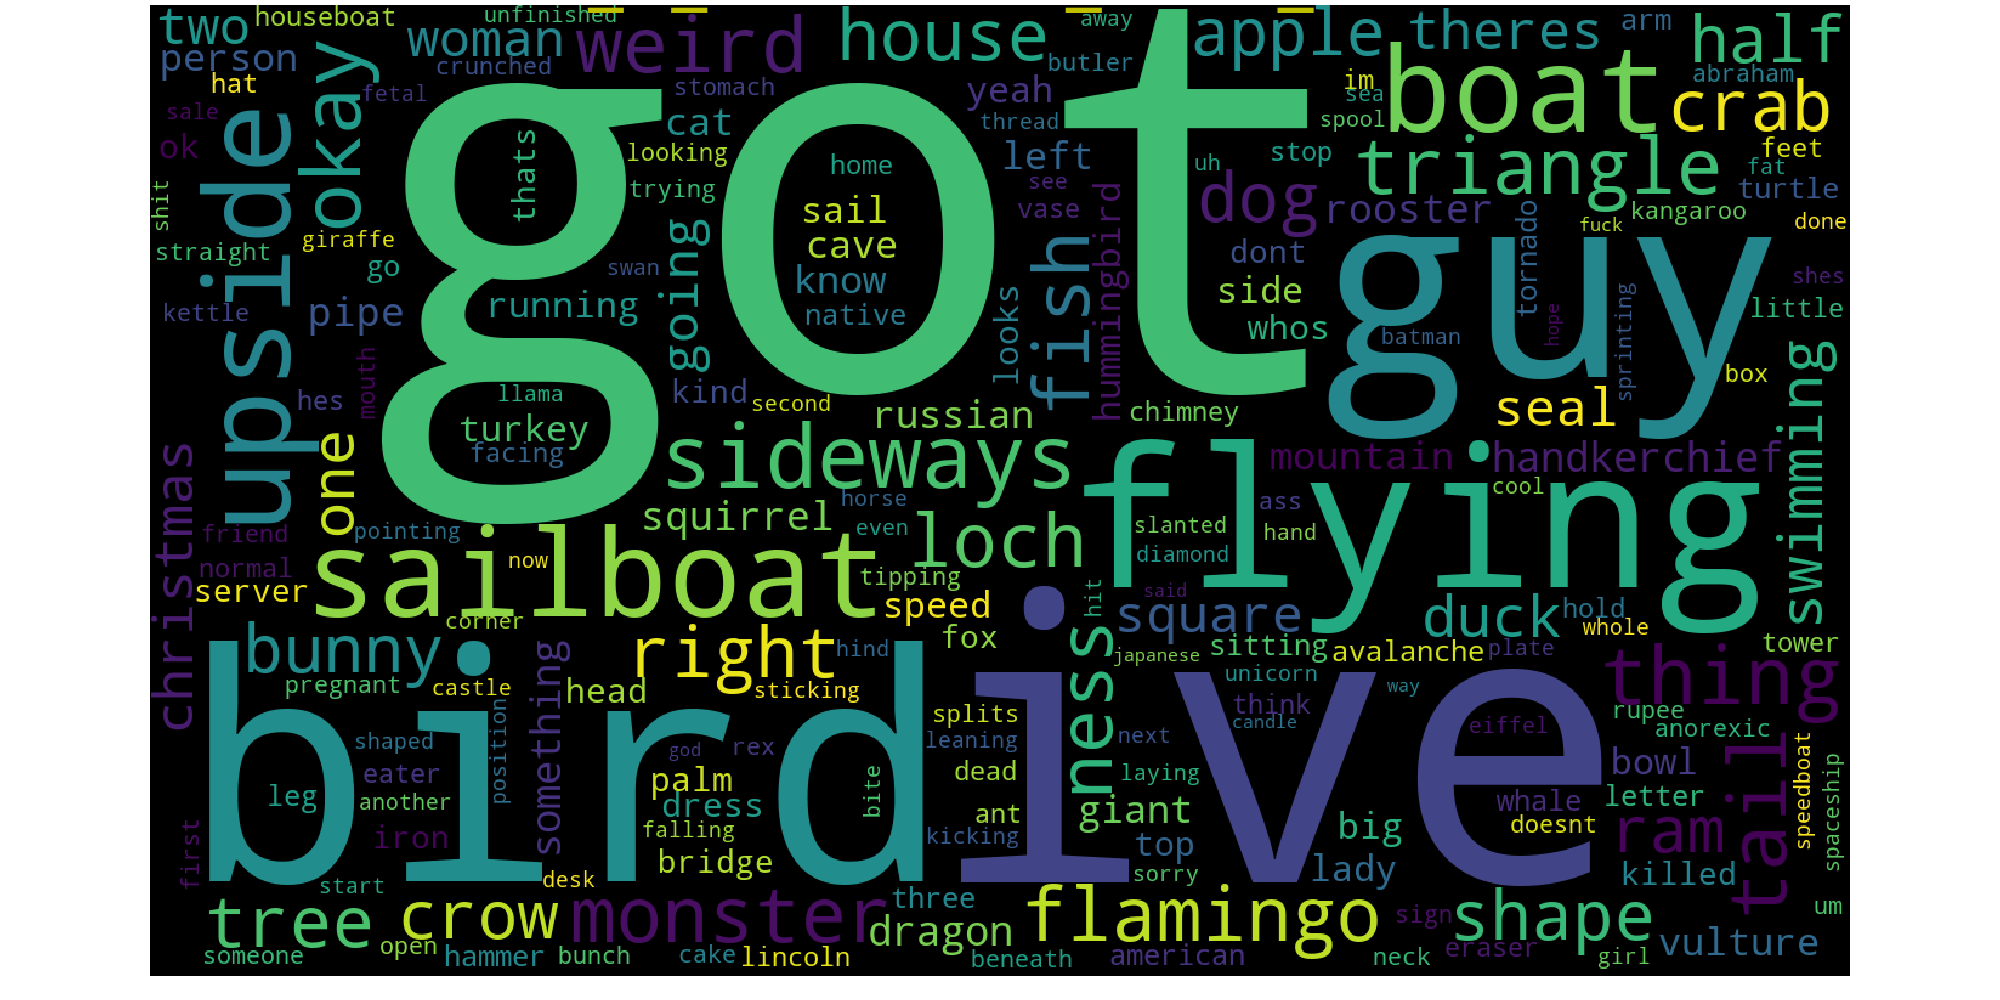 two
houseboat
unfinished
weird
house
away
apple
theres
arm
half
person
okay
woman
crunched
butler
boat
abraham
hat
fetal
stomach
yeah
im
sea
crab
sale
upside
got
cat
thread
spool
triangle
ok
thats
looking
home
left
uh
stop
feet
fat
shit
trying
see
dog
turtle
sail
vase
hummingbird
rooster
kangaroo
straight
giraffe
going
cave
fish
dont
tornado
fuck
done
go
swan
know
side
guy
shes
kettle
pipe
running
native
looks
whos
batman
sprinting
hope
little
mouth
hes
llama
kind
second
russian
chimney
seal
box
swimming
turkey
facing
sideways
flying
mountain
handkerchief
christmas
one
squirrel
horse
ass
cool
friend
pointing
sailboat
even
loch
slanted
hand
normal
now
diamond
server
tipping
speed
said
hit
square
duck
hold
corner
whole
bunny
right
hind
fox
ness
japanese
sitting
avalanche
plate
tower
pregnant
castle
head
sticking
unicorn
thing
something
bird
ive
splits
think
way
rupee
shaped
position
god
rex
leaning
next
candle
eiffel
anorexic
eater
palm
dead
laying
bowl
tail
speedboat
spaceship
leg
another
dress
bite
ant
giant
whale
letter
first
iron
falling
kicking
big
doesnt
ram
bridge
top
start
desk
sorry
lady
killed
tree
crow
monster
three
flamingo
sign
shape
um
dragon
vulture
someone
open
hammer
bunch
cake
lincoln
beneath
american
neck
eraser
girl